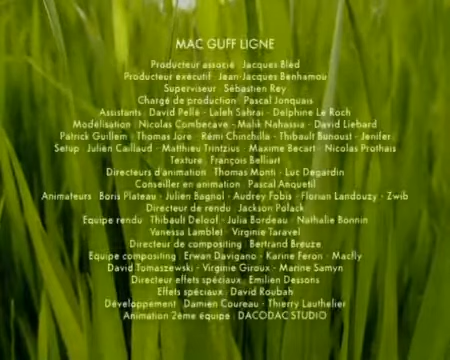 MAC GUFF LIGNE
Producteur associé · Jacques Bled
Producteur exécutif · Jean-Jacques Benhamou
Superviseur · Sébastien Rey
Chargé de production · Pascal Jonquais
Assistants · David Pellé · Laleh Sahrai · Delphine Le Roch
Modélisation · Nicolas Combecave · Malik Nahassia · David Liebard
Patrick Guillem · Thomas Jore · Rémi Chinchilla · Thibault Bunoust · Jenifer
Setup · Julien Caillaud · Matthieu Trintzius · Maxime Becart · Nicolas Prothais
Texture · François Belliart
Directeurs d'animation · Thomas Monti · Luc Degardin
Conseiller en animation · Pascal Anquetil
Animateurs · Boris Plateau · Julien Bagnol · Audrey Fobis · Florian Landouzy · Zwib
Directeur de rendu · Jackson Polack
Equipe rendu · Thibault Deloof · Julia Bordeau · Nathalie Bonnin
Vanessa Lamblet · Virginie Taravel
Directeur de compositing · Bertrand Breuze
Equipe compositing · Erwan Davigano · Karine Feron · Macfly
David Tomaszewski · Virginie Giroux · Marine Samyn
Directeur effets spéciaux · Emilien Dessons
Effets spéciaux · David Roubah
Développement · Damien Coureau · Thierry Lauthelier
Animation 2ème équipe · DACODAC STUDIO